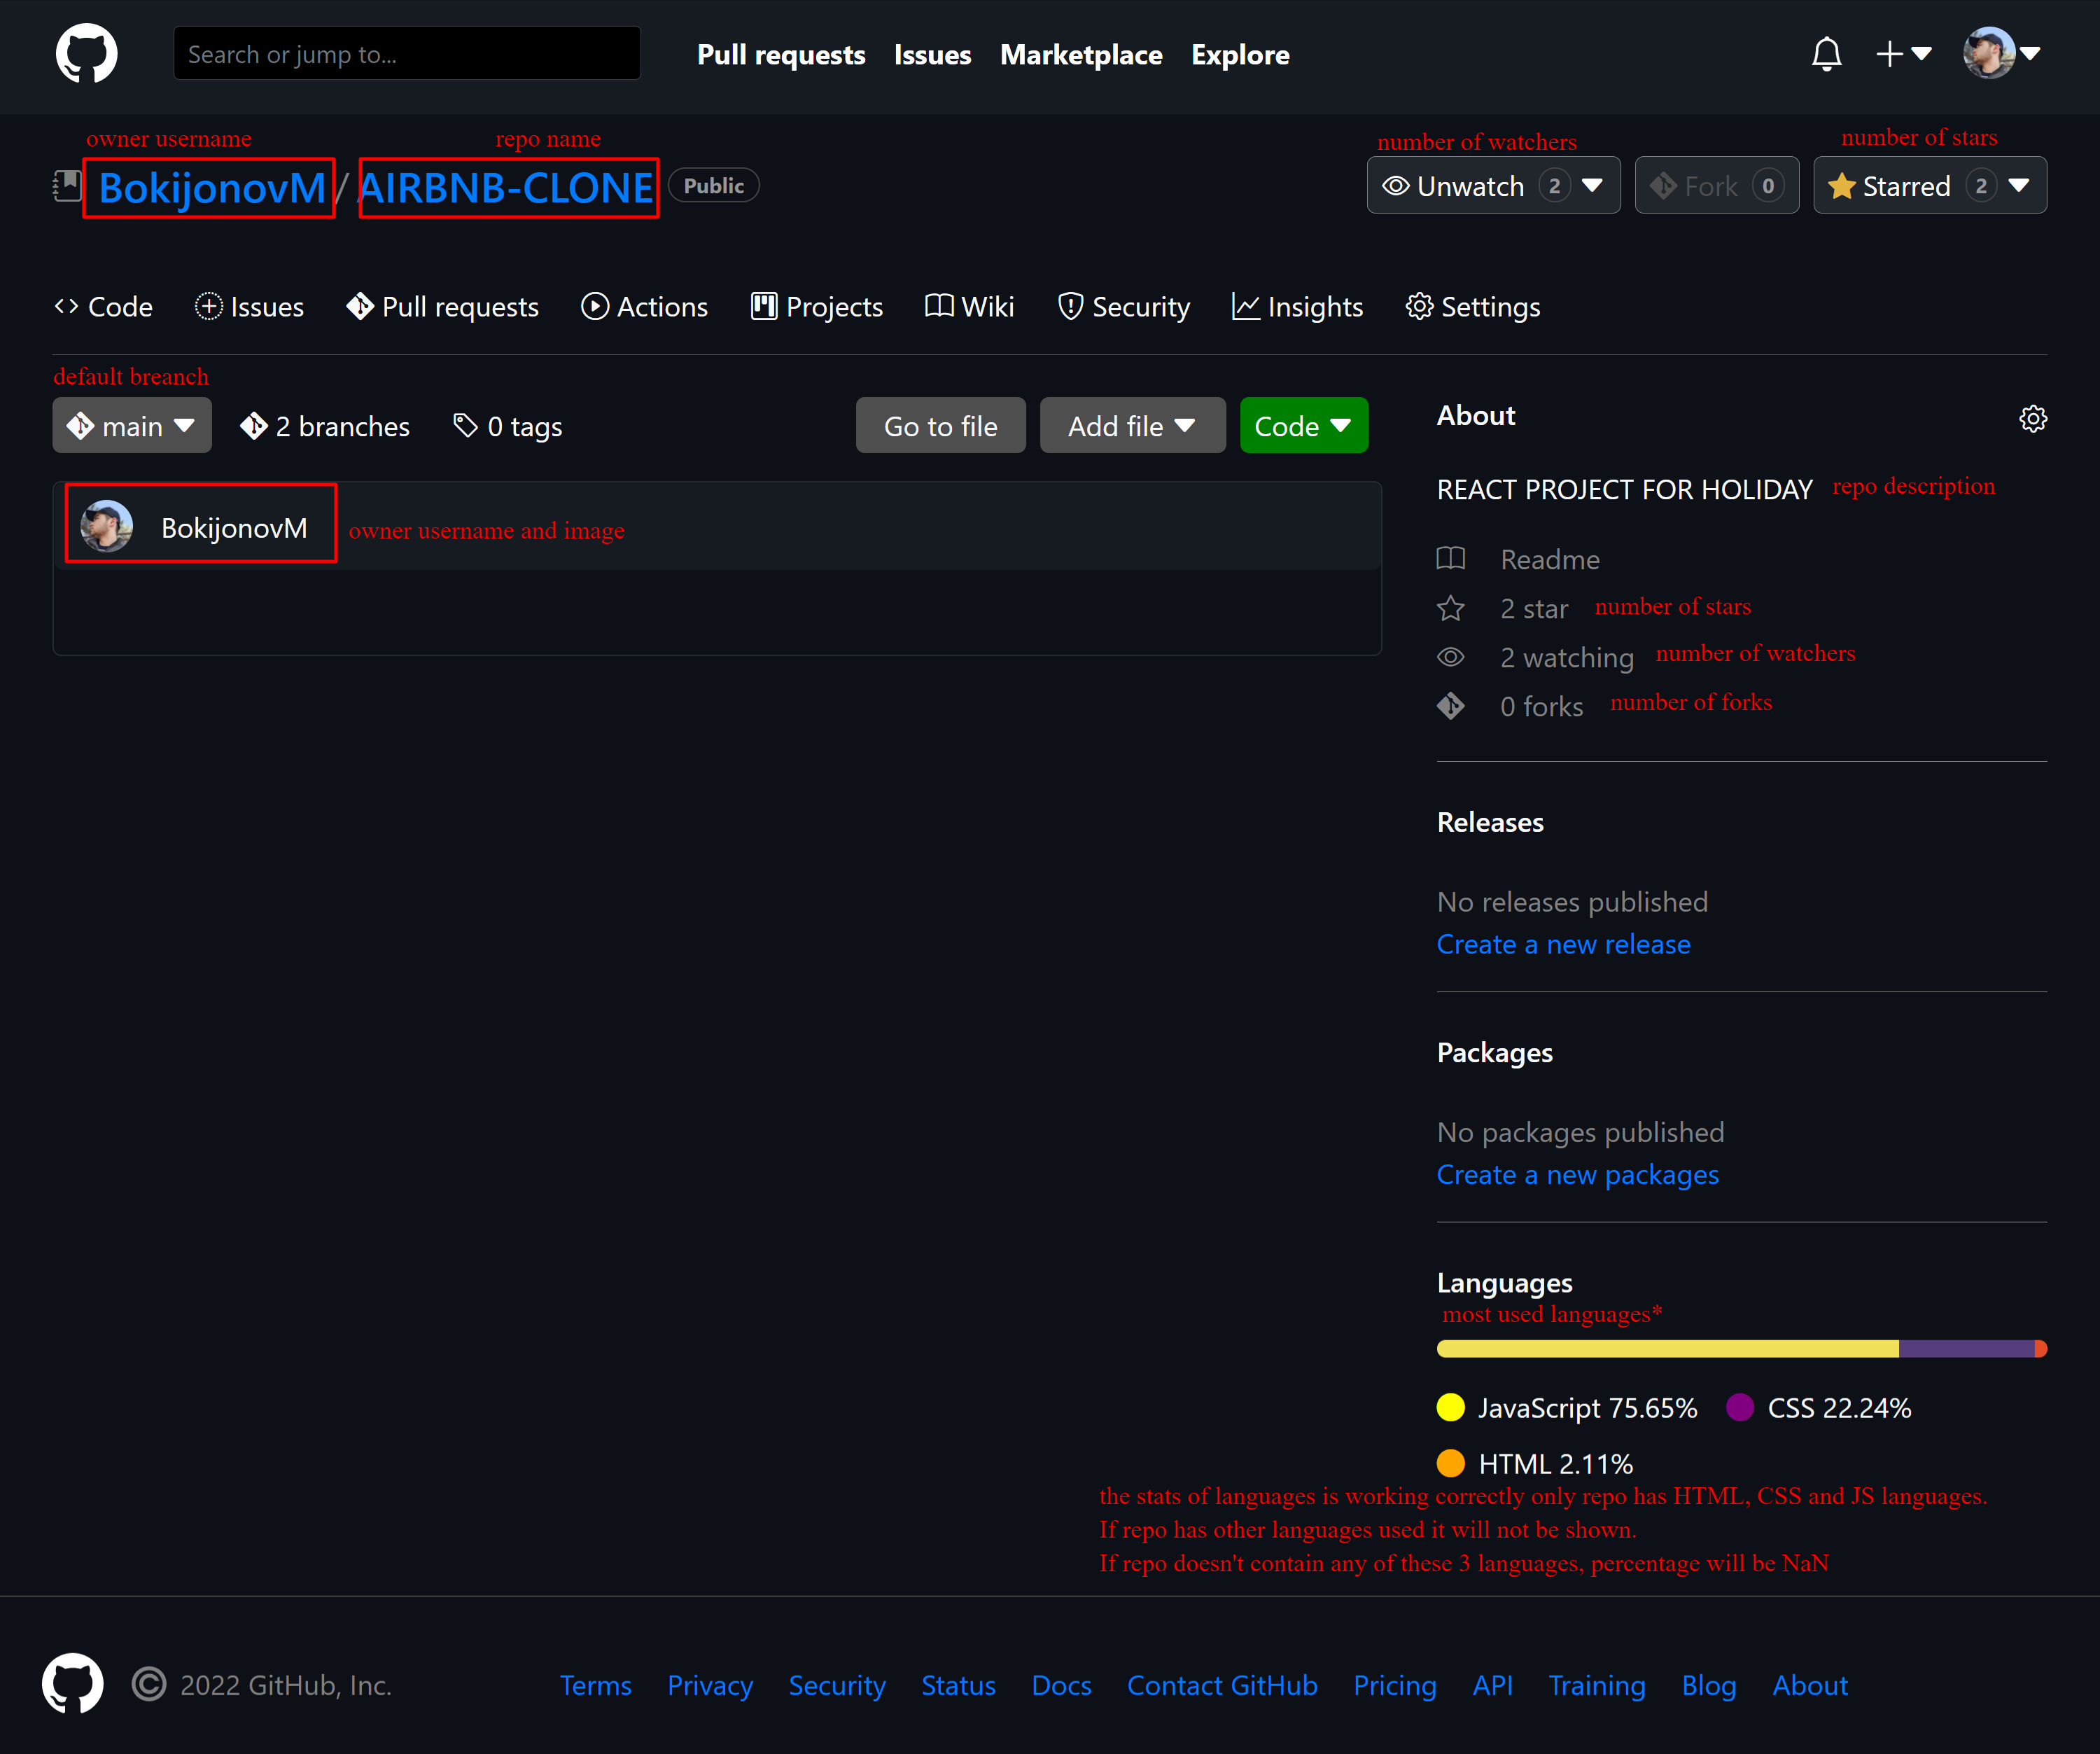 Search or jump to...
Pull requests Issues Marketplace Explore
owner username repo name number of watchers number of stars
BokijonovM / AIRBNB-CLONE Public Unwatch 2 Fork 0 Starred 2
Code Issues Pull requests Actions Projects Wiki Security Insights Settings
default breanch
main 2 branches 0 tags Go to file Add file Code
BokijonovM owner username and image
About
REACT PROJECT FOR HOLIDAY repo description
Readme
2 star number of stars
2 watching number of watchers
0 forks number of forks
Releases
No releases published
Create a new release
Packages
No packages published
Create a new packages
Languages
most used languages*
JavaScript 75.65% CSS 22.24%
HTML 2.11%
the stats of languages is working correctly only repo has HTML, CSS and JS languages.
If repo has other languages used it will not be shown.
If repo doesn't contain any of these 3 languages, percentage will be NaN
© 2022 GitHub, Inc. Terms Privacy Security Status Docs Contact GitHub Pricing API Training Blog About